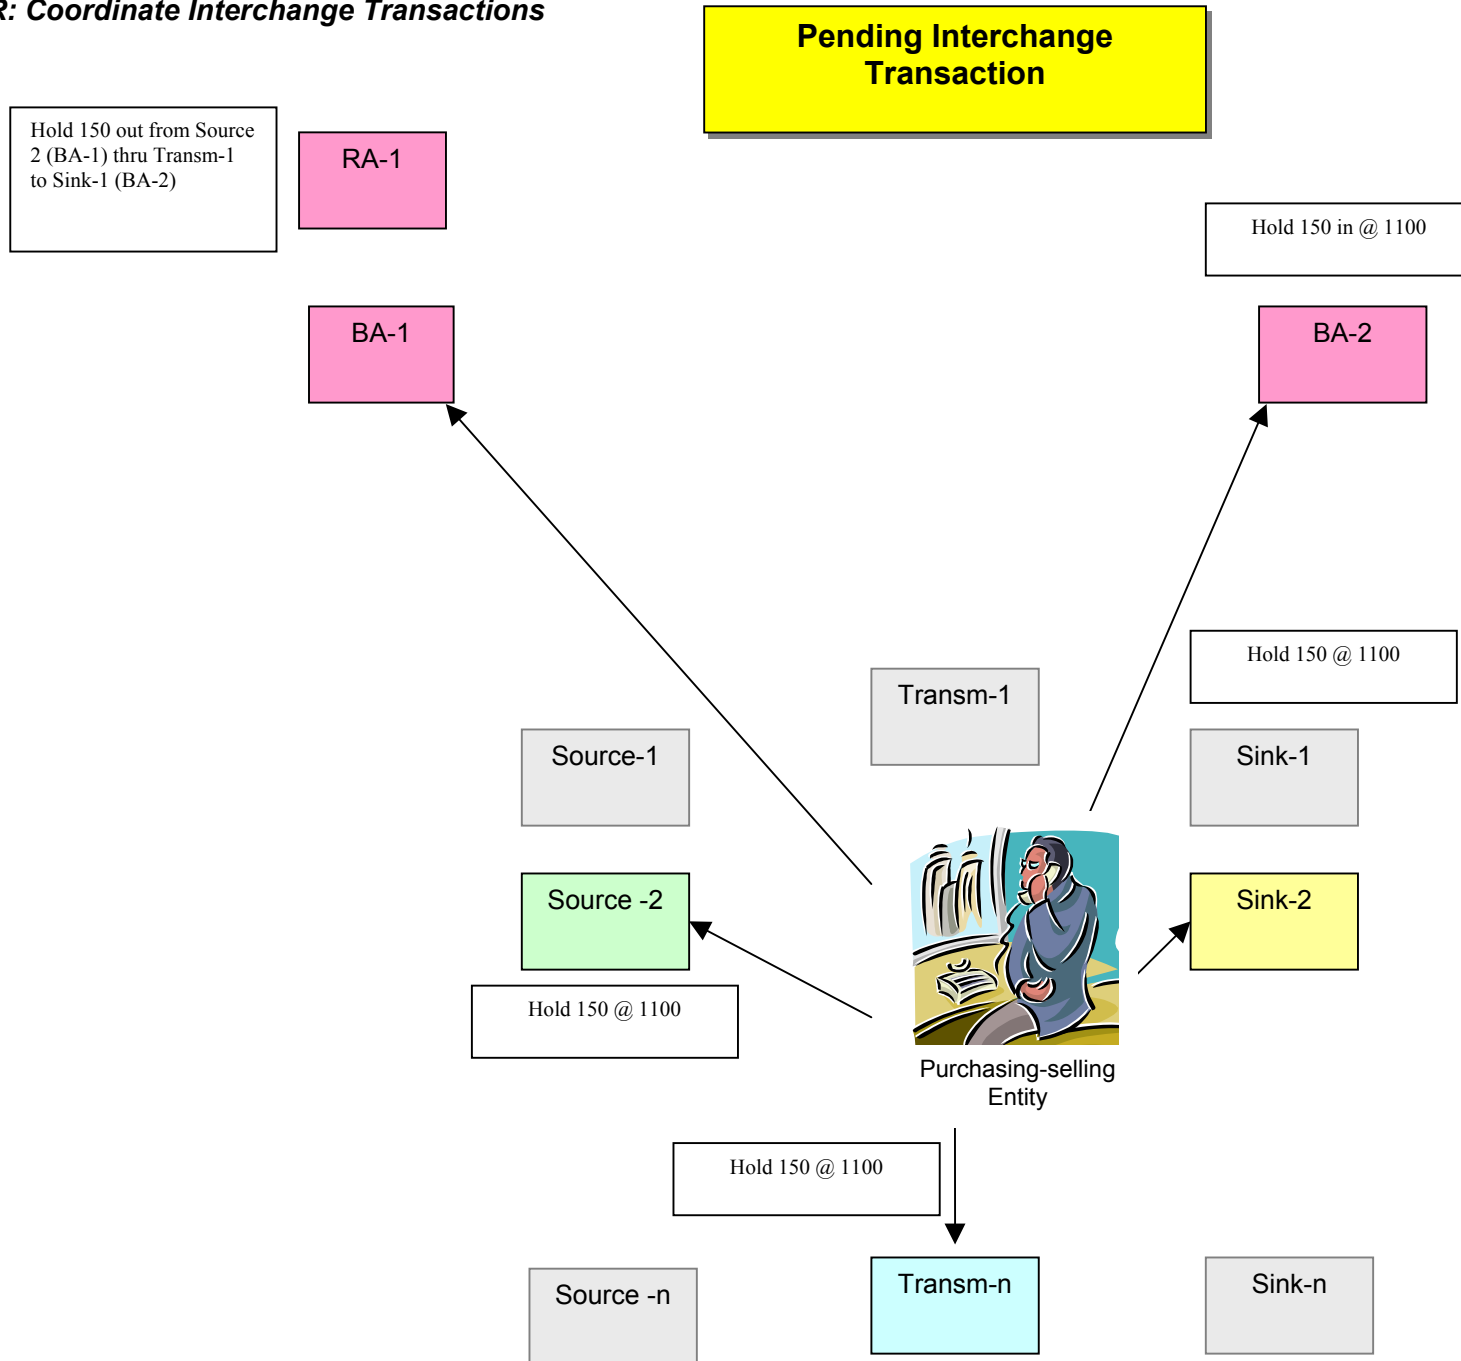 R: Coordinate Interchange Transactions
Pending Interchange
Transaction
Hold 150 out from Source
2 (BA-1) thru Transm-1
to Sink-1 (BA-2)
RA-1
Hold 150 in @ 1100
BA-1
BA-2
Hold 150 @ 1100
Transm-1
Source-1
Sink-1
Source -2
Sink-2
Hold 150 @ 1100
Purchasing-selling
Entity
Hold 150 @ 1100
Source -n
Transm-n
Sink-n